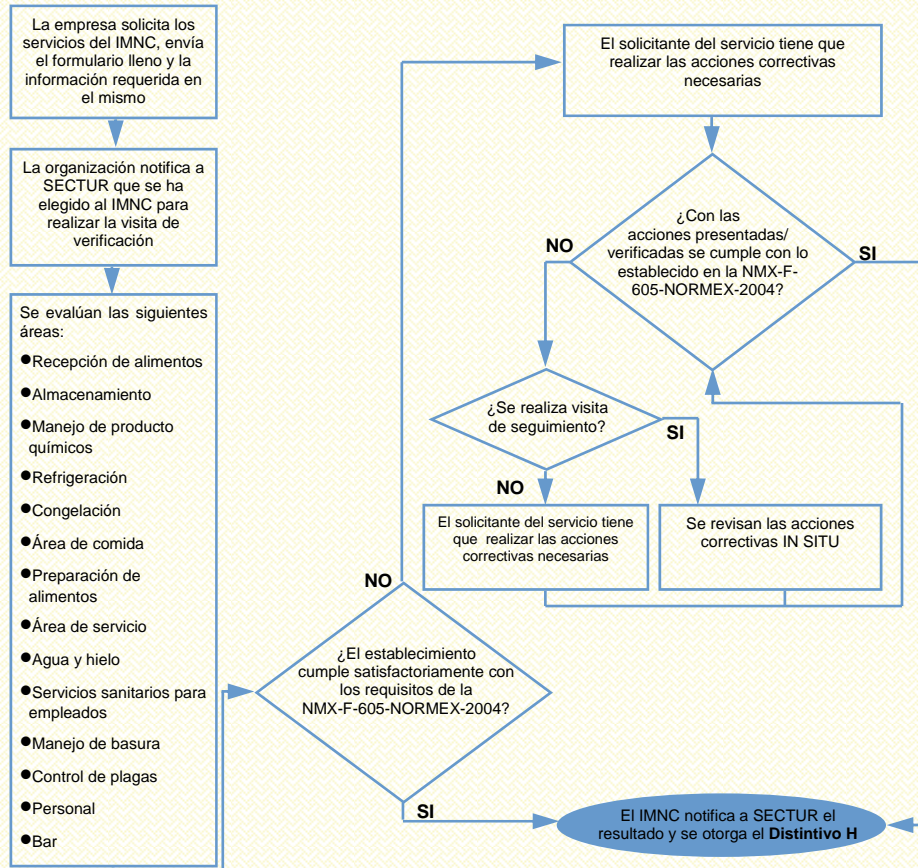 La empresa solicita los
servicios del IMNC, envía
el formulario lleno y la
información requerida en
el mismo
La organización notifica a
SECTUR que se ha
elegido al IMNC para
realizar la visita de
verificación
Se evalúan las siguientes
áreas:
●Recepción de alimentos
●Almacenamiento
●Manejo de producto
químicos
●Refrigeración
●Congelación
●Área de comida
●Preparación de
alimentos
●Área de servicio
●Agua y hielo
●Servicios sanitarios para
empleados
●Manejo de basura
●Control de plagas
●Personal
●Bar
¿El establecimiento
cumple satisfactoriamente con
los requisitos de la
NMX-F-605-NORMEX-2004?
NO
SI
El solicitante del servicio tiene que
realizar las acciones correctivas
necesarias
¿Con las
acciones presentadas/
verificadas se cumple con lo
establecido en la NMX-F-
605-NORMEX-2004?
NO
SI
¿Se realiza visita
de seguimiento?
SI
NO
El solicitante del servicio tiene
que realizar las acciones
correctivas necesarias
Se revisan las acciones
correctivas IN SITU
El IMNC notifica a SECTUR el
resultado y se otorga el Distintivo H